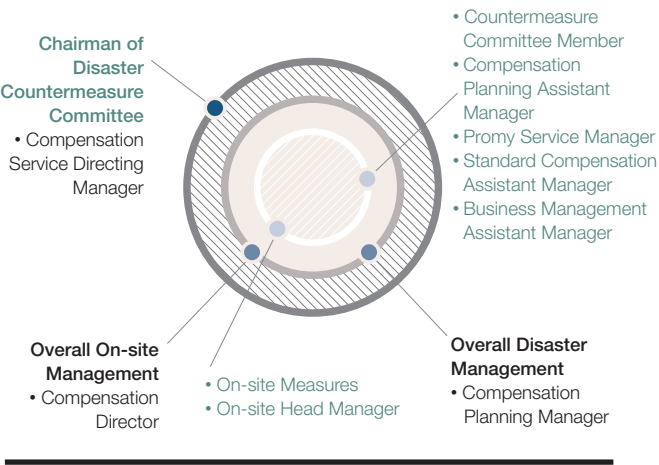 Chairman of
Disaster
Countermeasure
Committee
• Compensation
Service Directing
Manager
• Countermeasure
Committee Member
• Compensation
Planning Assistant
Manager
• Promy Service Manager
• Standard Compensation
Assistant Manager
• Business Management
Assistant Manager
Overall On-site
Management
• Compensation
Director
• On-site Measures
• On-site Head Manager
Overall Disaster
Management
• Compensation
Planning Manager